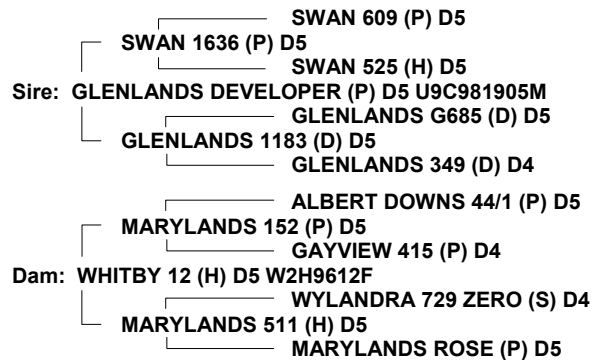 SWAN 609 (P) D5
SWAN 1636 (P) D5
SWAN 525 (H) D5
Sire: GLENLANDS DEVELOPER (P) D5 U9C981905M
GLENLANDS G685 (D) D5
GLENLANDS 1183 (D) D5
GLENLANDS 349 (D) D4
ALBERT DOWNS 44/1 (P) D5
MARYLANDS 152 (P) D5
GAYVIEW 415 (P) D4
Dam: WHITBY 12 (H) D5 W2H9612F
WYLANDRA 729 ZERO (S) D4
MARYLANDS 511 (H) D5
MARYLANDS ROSE (P) D5